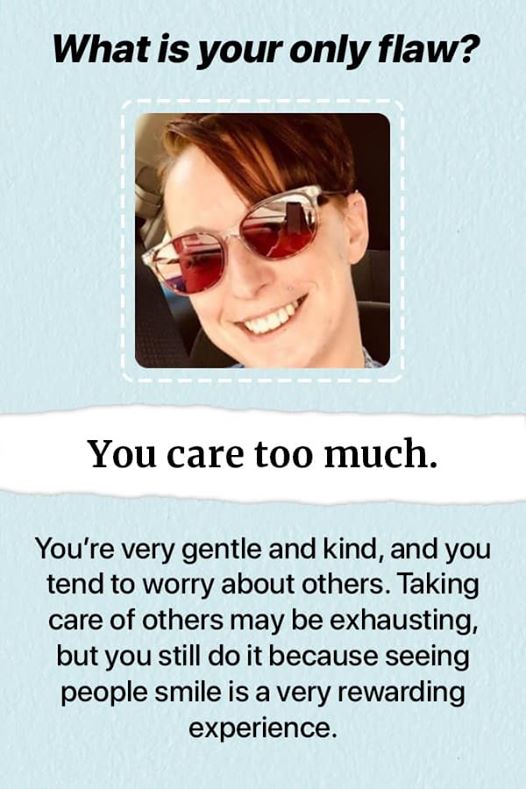 What is your only flaw?
You care too much.
You’re very gentle and kind, and you
tend to worry about others. Taking
care of others may be exhausting,
but you still do it because seeing
people smile is a very rewarding
experience.